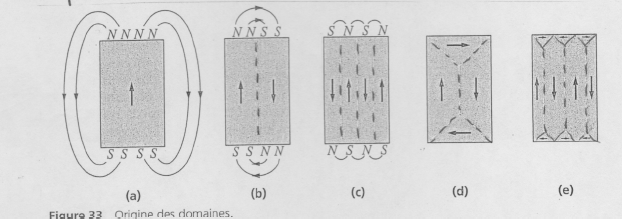 N N N N
N N S S
S N S N
S S S S
S S N N
N S N S
(a)
(b)
(c)
(d)
(e)
Figure 33 Origine des domaines.